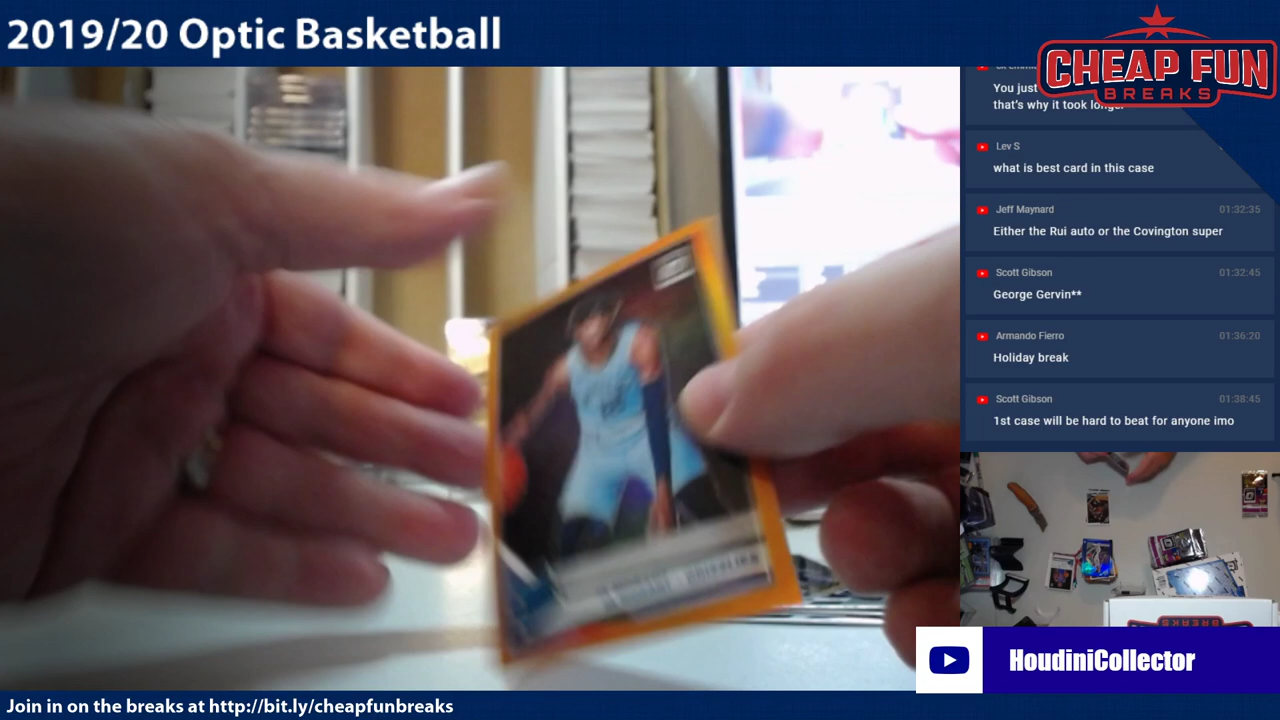 2019/20 Optic Basketball
CHEAP FUN
BREAKS
You just
that's why it took longer
Lev S
what is best card in this case
Jeff Maynard 01:32:35
Either the Rui auto or the Covington super
Scott Gibson 01:32:45
George Gervin**
Armando Fierro 01:36:20
Holiday break
Scott Gibson 01:38:45
1st case will be hard to beat for anyone imo
HoudiniCollector
Join in on the breaks at http://bit.ly/cheapfunbreaks